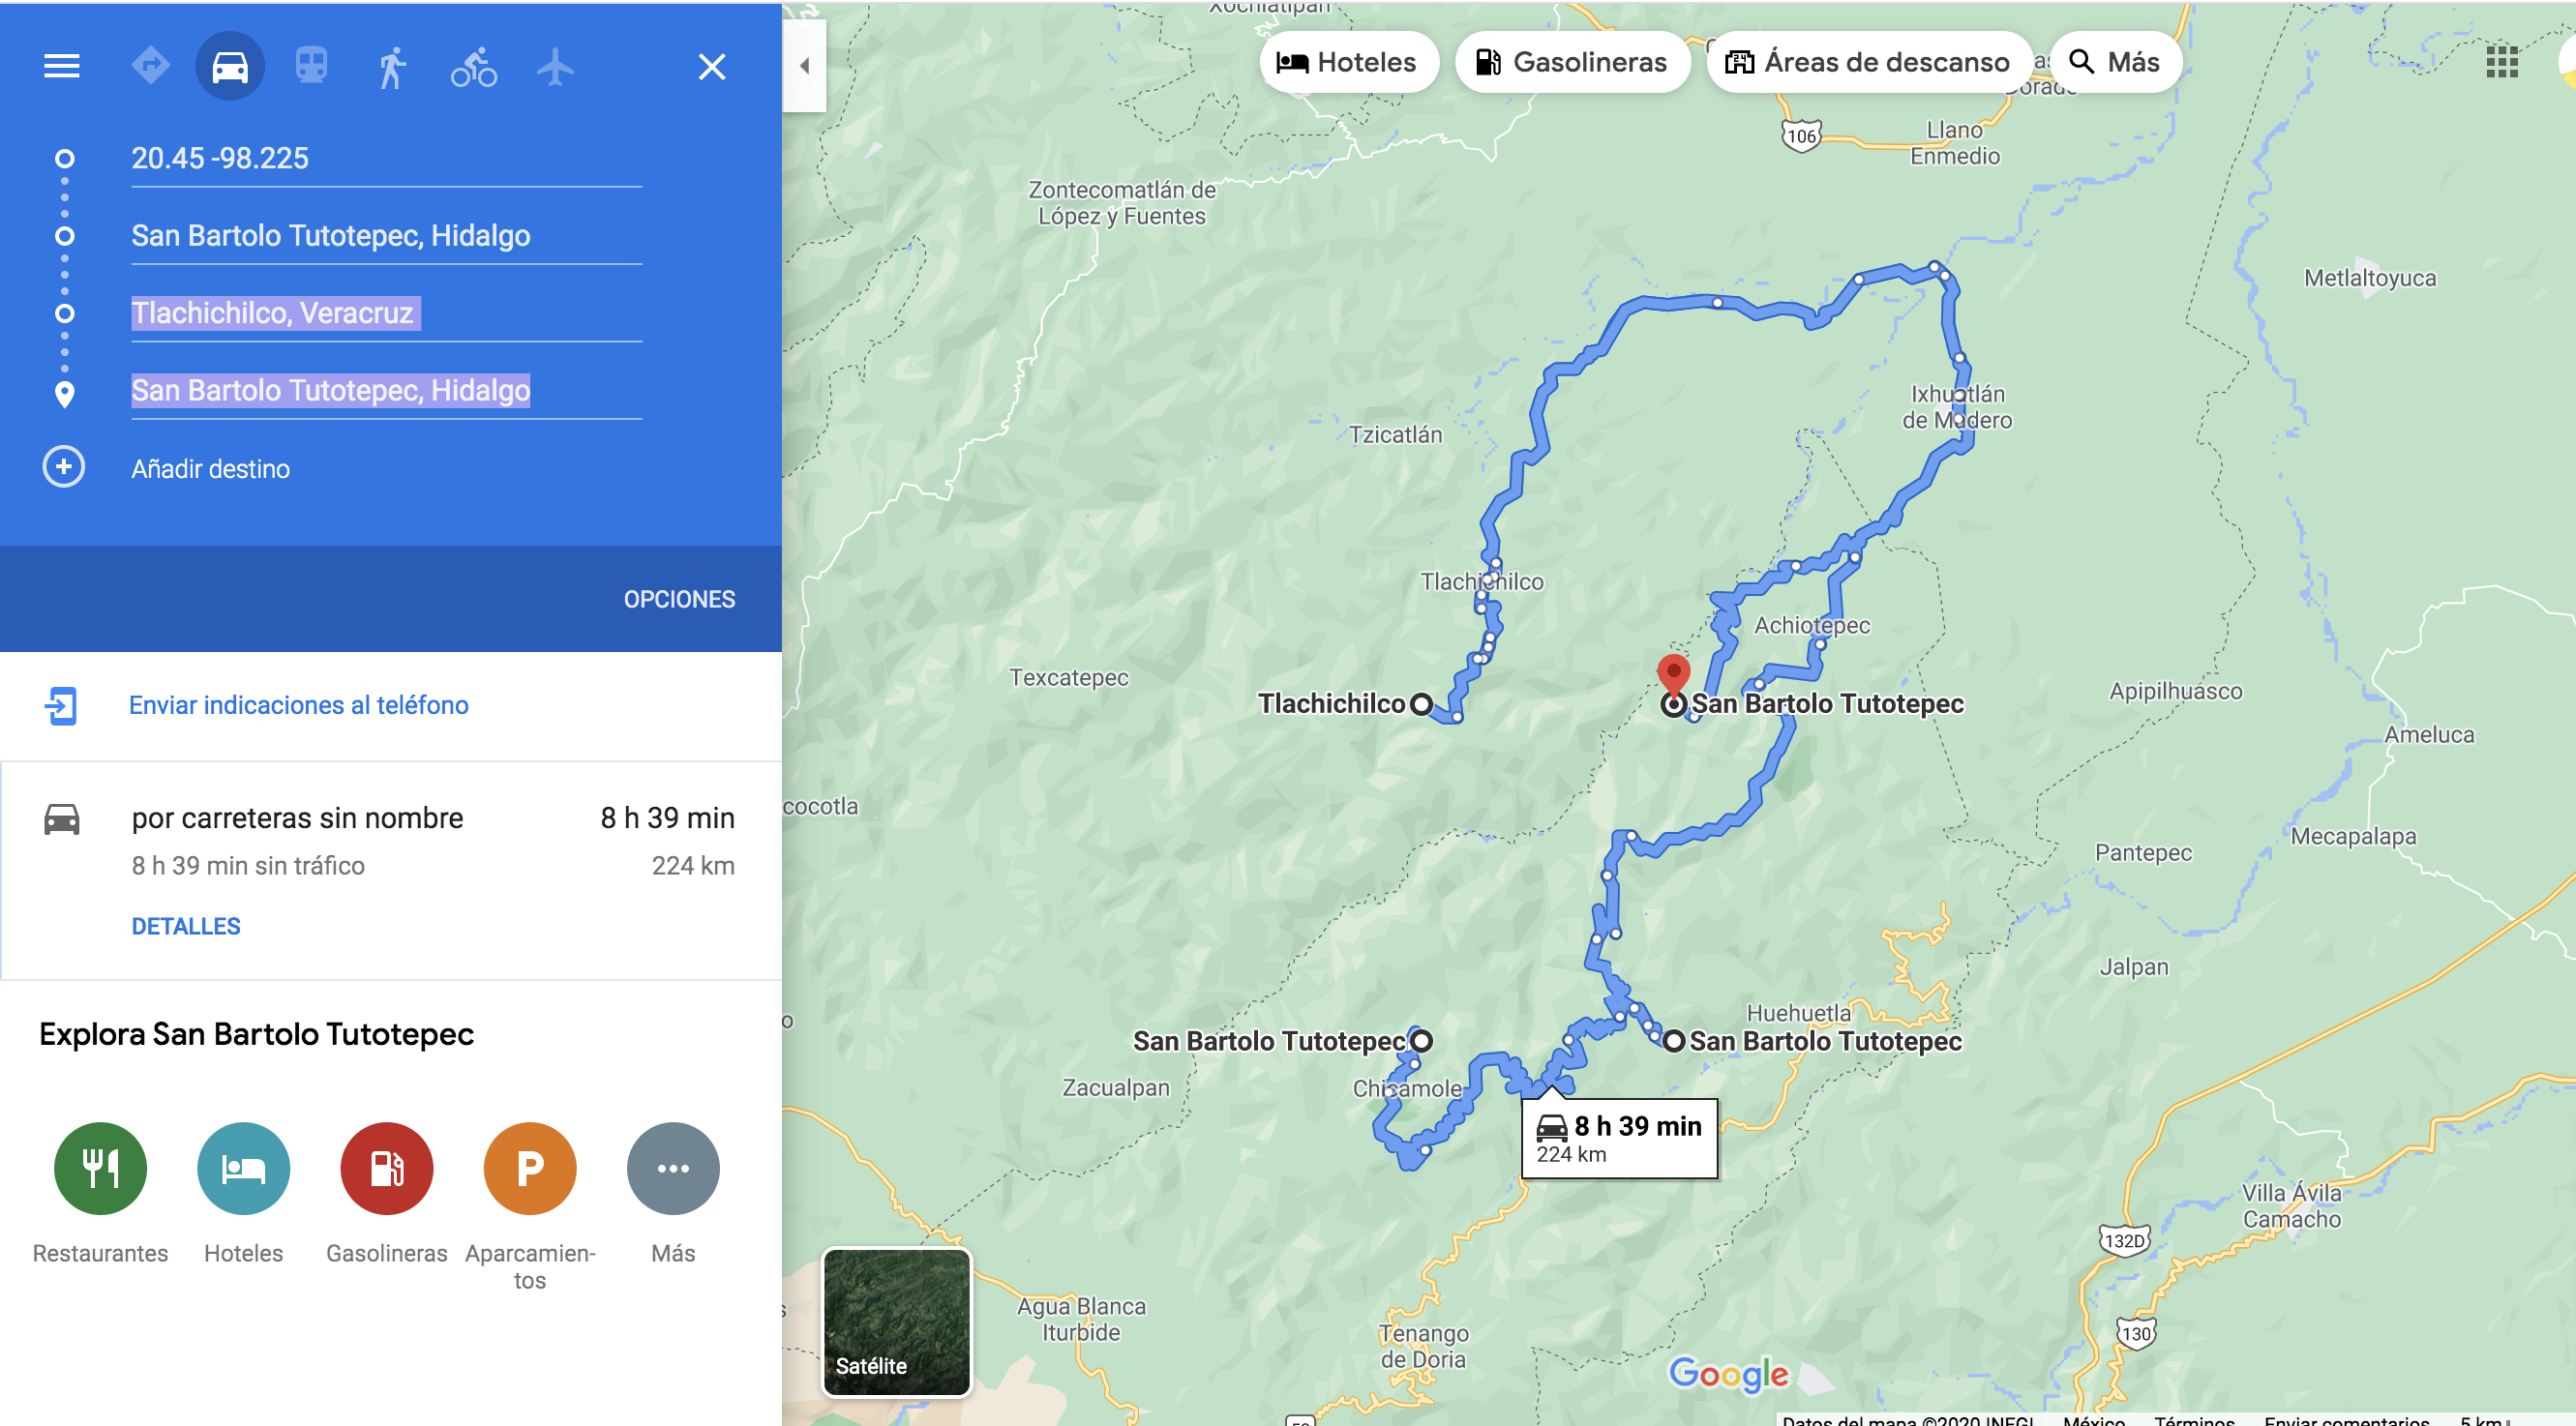 20.45 -98.225
San Bartolo Tutotepec, Hidalgo
Tlachichilco, Veracruz
San Bartolo Tutotepec, Hidalgo
Añadir destino
OPCIONES
Enviar indicaciones al teléfono
por carreteras sin nombre
8 h 39 min
8 h 39 min sin tráfico
224 km
DETALLES
Explora San Bartolo Tutotepec
Restaurantes
Hoteles
Gasolineras
P
Aparcamien-
tos
Más
Hoteles
Gasolineras
24
Áreas de descanso
Más
Xochiatipan
Dorado
106
Llano
Enmedio
Zontecomatlán de
López y Fuentes
Metlaltoyuca
Ixhuatlán
de Madero
Tzicatlán
Tlachichilco
Achiotepec
Texcatepec
Tlachichilco
San Bartolo Tutotepec
Apipilhuasco
Ameluca
cocotla
Mecapalapa
Pantepec
Jalpan
Huehuetla
San Bartolo Tutotepec
San Bartolo Tutotepec
Zacualpan
Chicamole
8 h 39 min
224 km
Villa Ávila
Camacho
132D
130
Agua Blanca
Iturbide
Tenango
de Doria
Satélite
Google
Datos del mapa ©2020 INEGI
México
Términos
Enviar comentarios
5 km